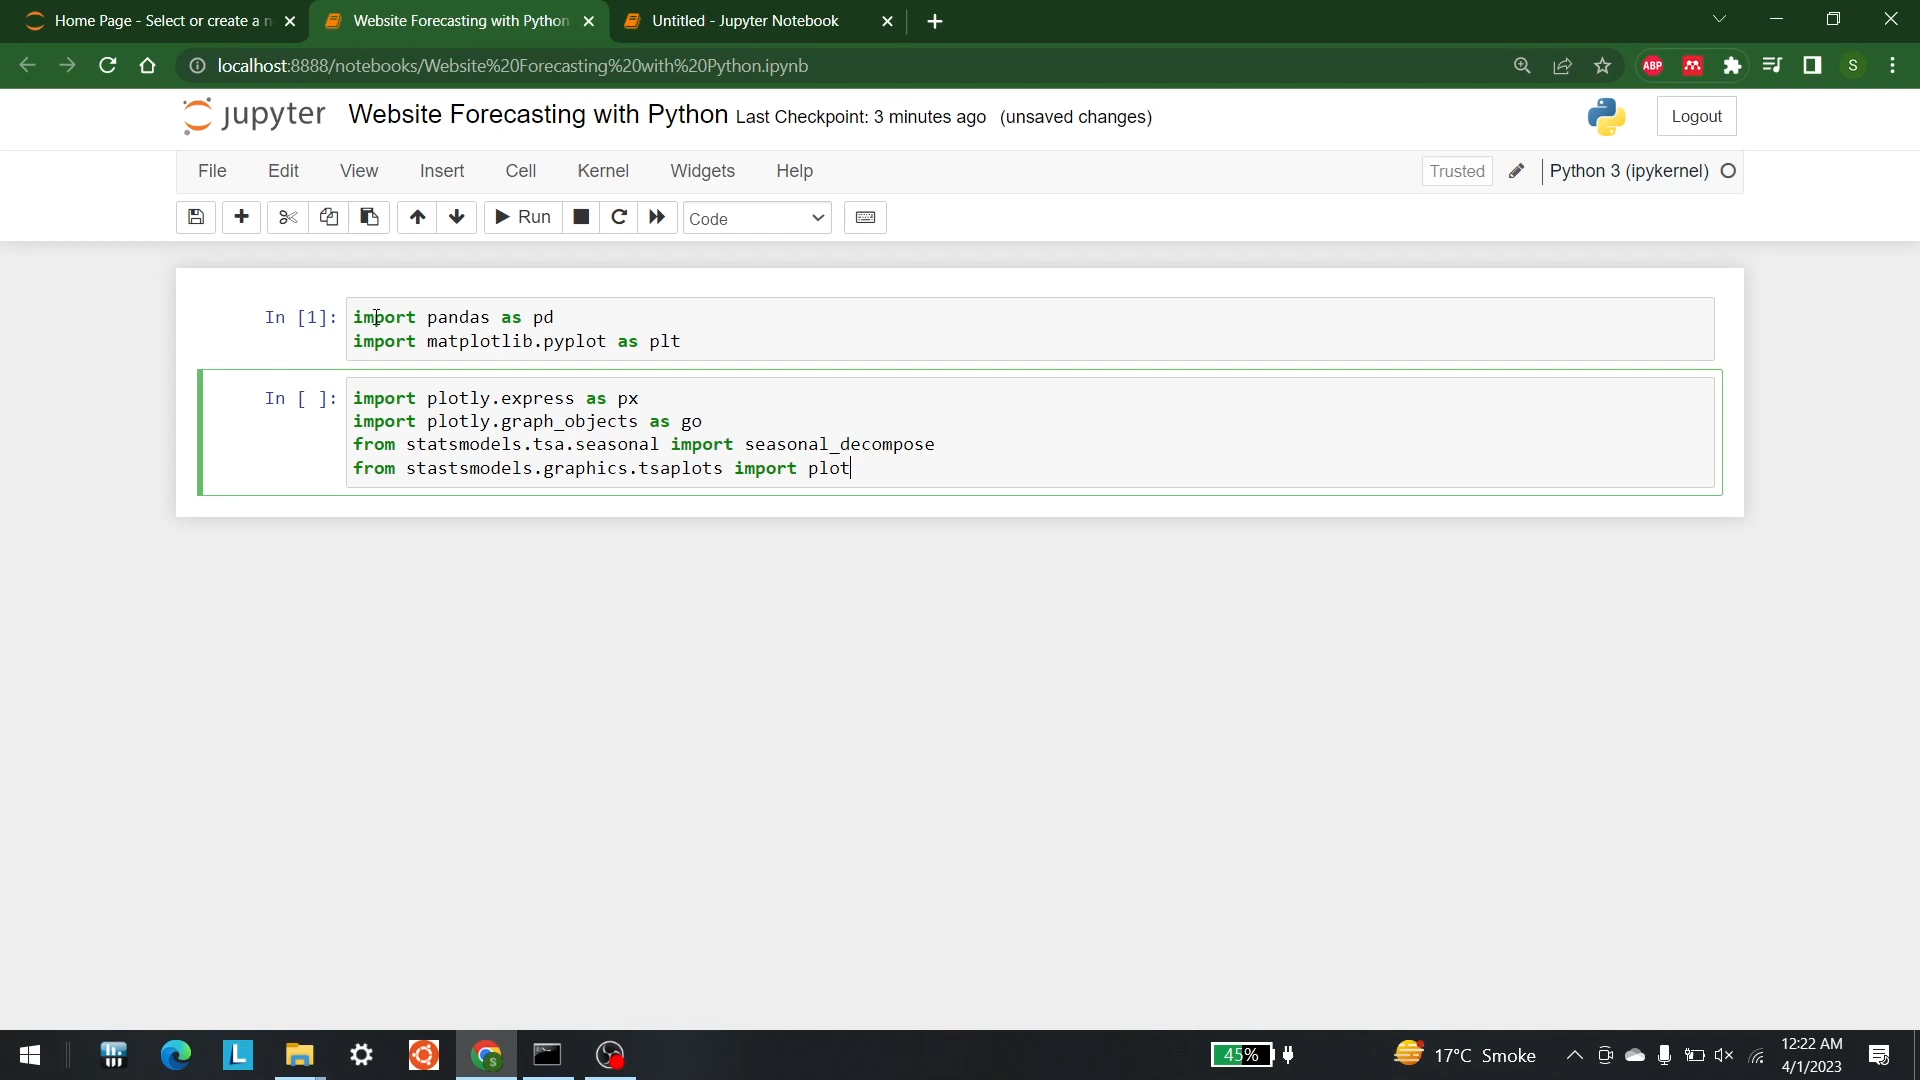 Home Page - Select or create a n
Website Forecasting with Python
Untitled - Jupyter Notebook
localhost:8888/notebooks/Website%20Forecasting%20with%20Python.ipynb
ABP
S
jupyter Website Forecasting with Python Last Checkpoint: 3 minutes ago (unsaved changes)
Logout
File Edit View Insert Cell Kernel Widgets Help
Trusted Python 3 (ipykernel)
Run Code
In [1]: import pandas as pd
import matplotlib.pyplot as plt
In [ ]: import plotly.express as px
import plotly.graph_objects as go
from statsmodels.tsa.seasonal import seasonal_decompose
from stastsmodels.graphics.tsaplots import plot
L
S
45%
17°C Smoke
12:22 AM
4/1/2023